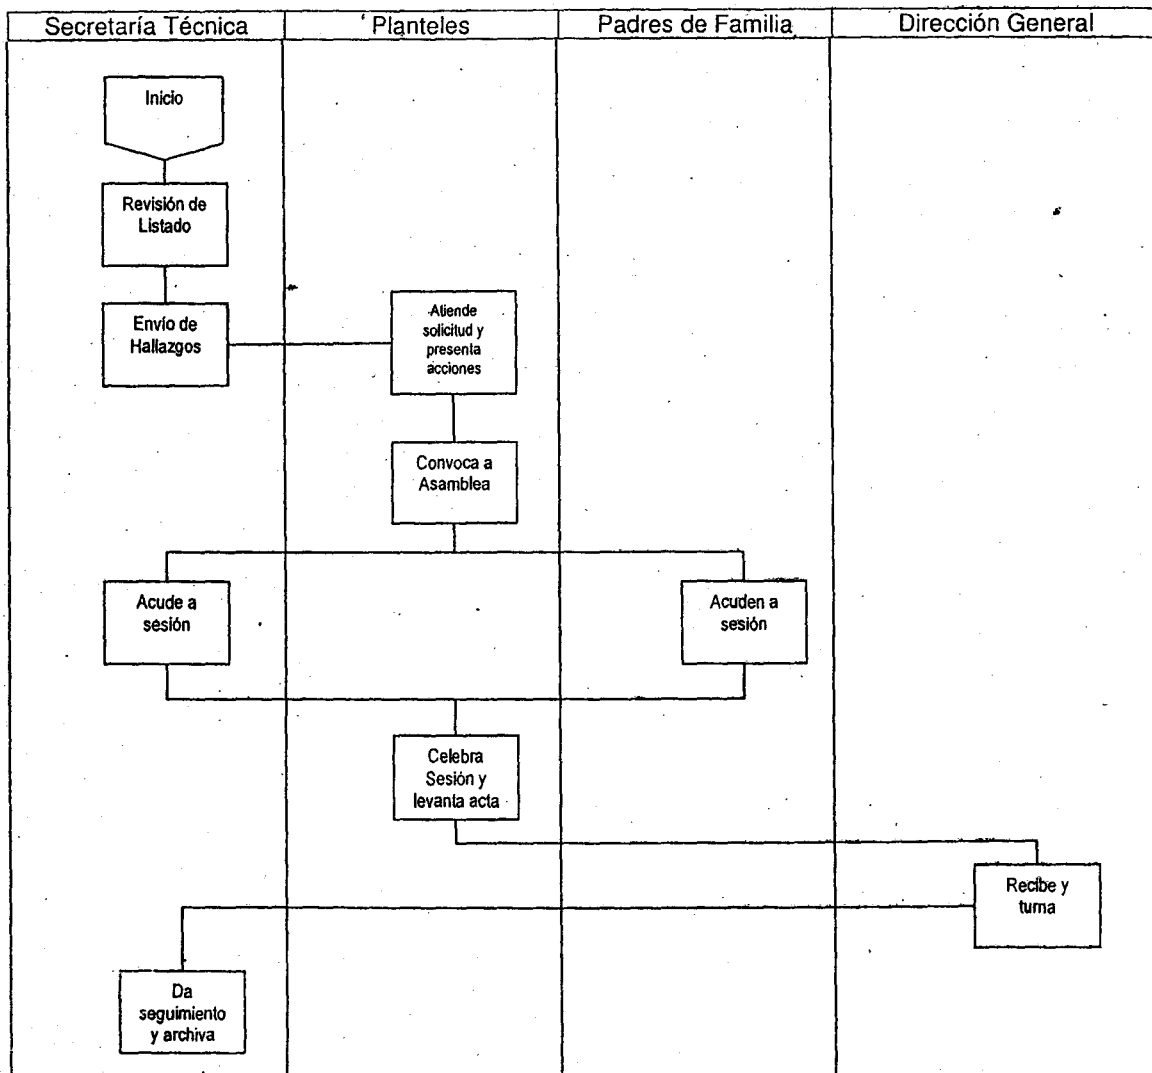 Secretaría Técnica
Planteles
Padres de Familia
Dirección General
Inicio
Revisión de
Listado
Envío de
Hallazgos
Atiende
solicitud y
presenta
acciones
Convoca a
Asamblea
Acude a
sesión
Acuden a
sesión
Celebra
Sesión y
levanta acta
Recibe y
turna
Da
seguimiento
y archiva